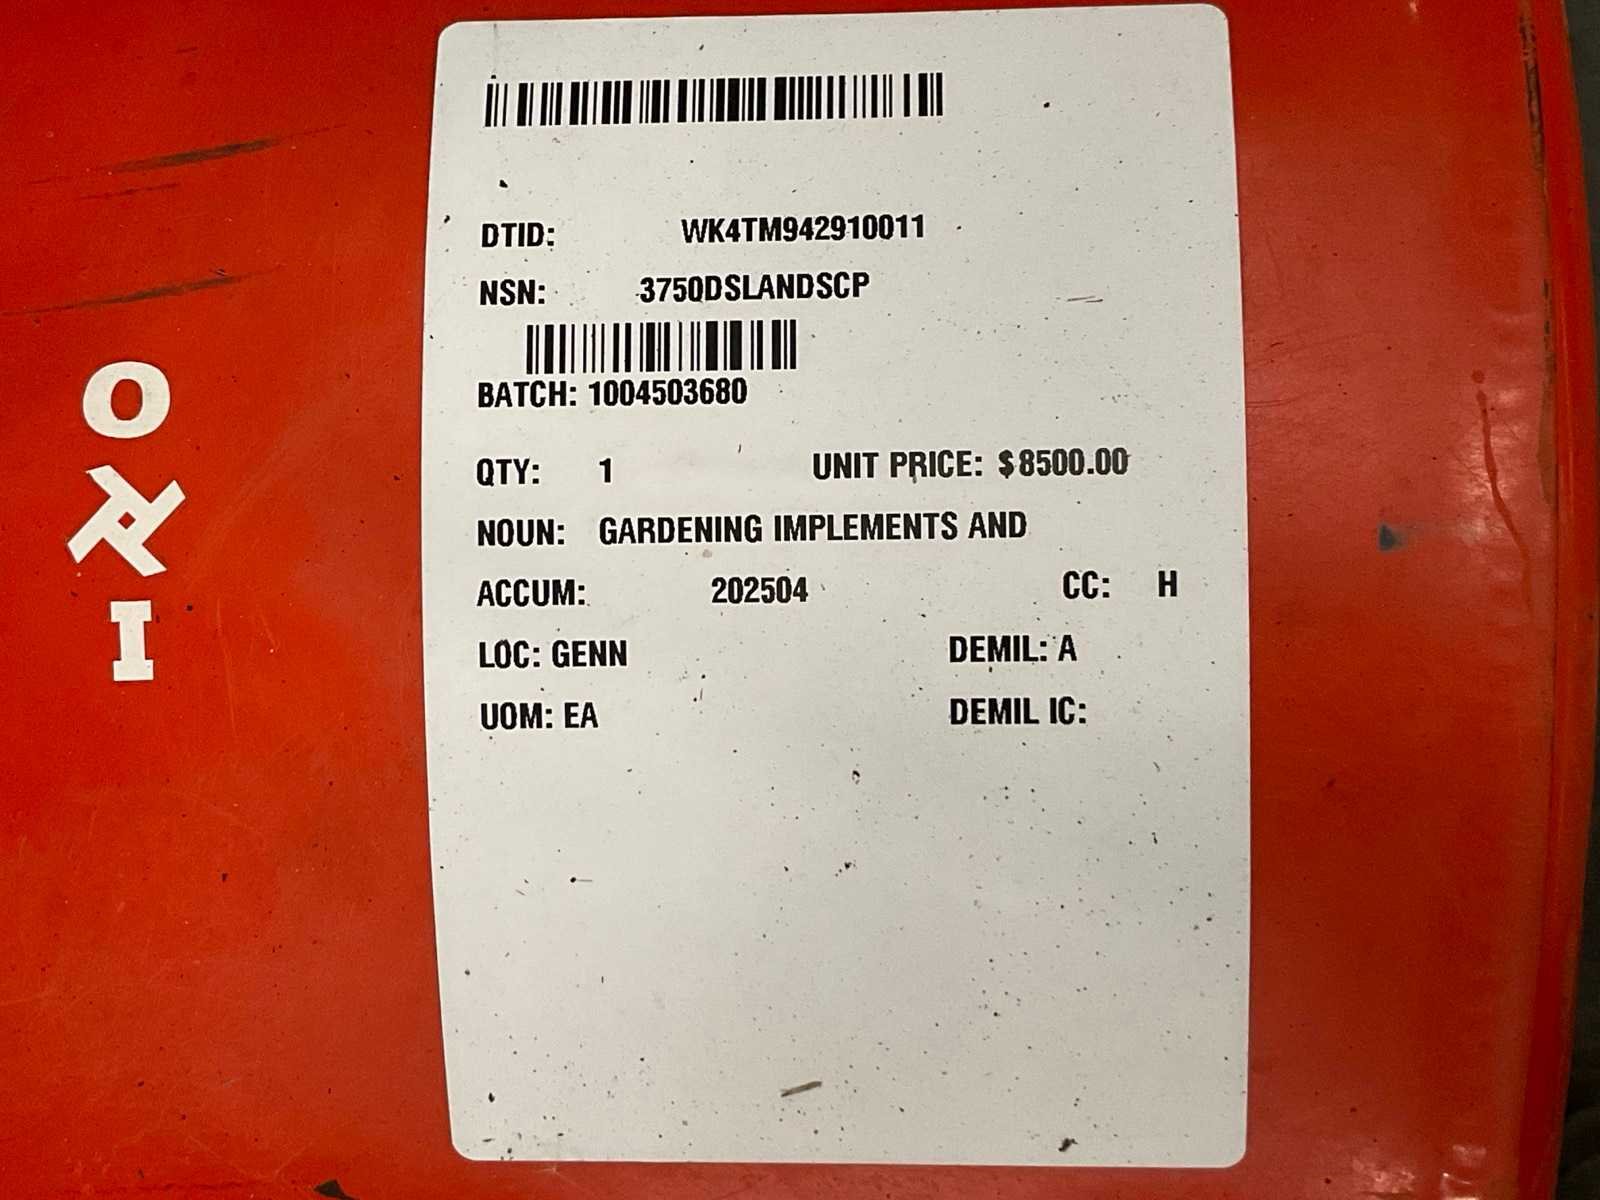 DTID: WK4TM942910011
NSN: 3750DSLANDSCP
BATCH: 1004503680
QTY: 1 UNIT PRICE: $8500.00
NOUN: GARDENING IMPLEMENTS AND
ACCUM: 202504 CC: H
LOC: GENN DEMIL: A
UOM: EA DEMIL IC: